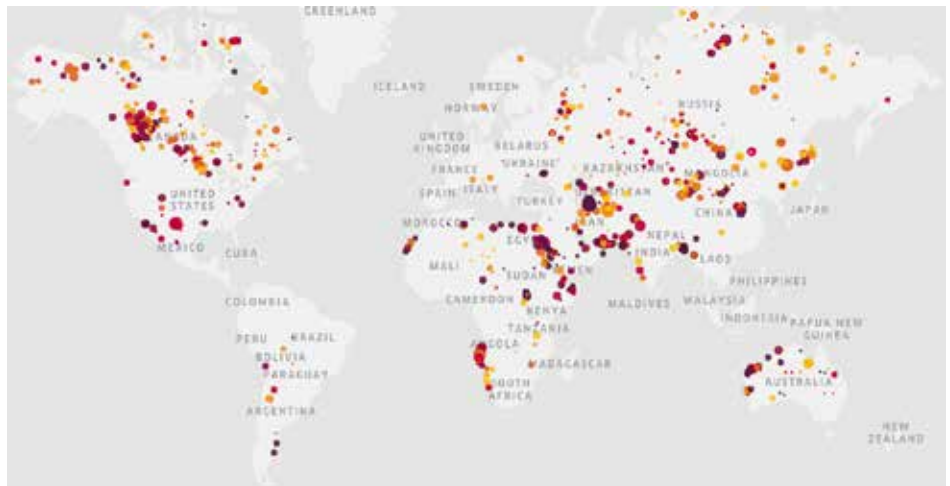 GREENLAND
ICELAND
SWEDEN
NORWAY
RUSSIA
UNITED
KINGDOM
BELARUS
UKRAINE
FRANCE
ITALY
SPAIN
TURKEY
KAZAKHSTAN
MONGOLIA
UNITED
STATES
MEXICO
CUBA
MOROCCO
MALI
SUDAN
IRAN
CHINA
JAPAN
NEPAL
INDIA
LAOS
PHILIPPINES
MALDIVES
MALAYSIA
INDONESIA
PAPUA NEW
GUINEA
CAMEROON
KENYA
TANZANIA
ANGOLA
MADAGASCAR
SOUTH
AFRICA
COLOMBIA
PERU
BRAZIL
BOLIVIA
ARGENTINA
AUSTRALIA
NEW
ZEALAND